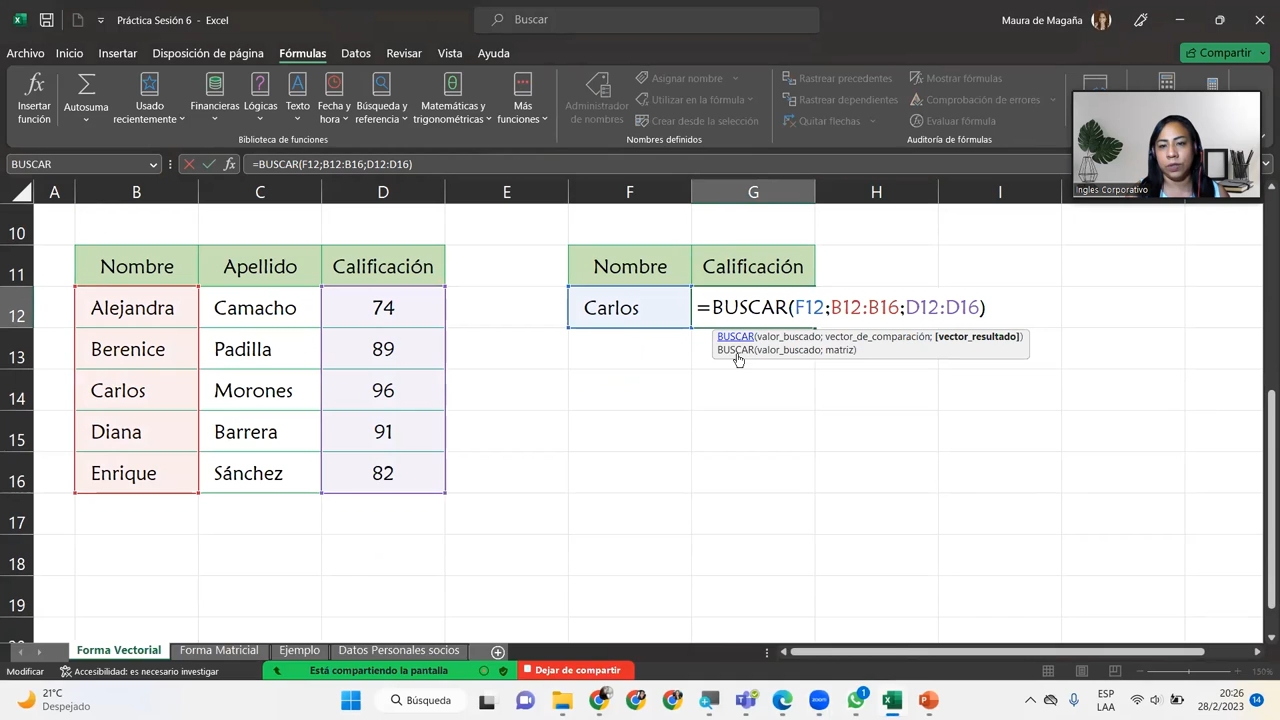 Práctica Sesión 6 - Excel
Buscar
Maura de Magaña
Archivo Inicio Insertar Disposición de página Fórmulas Datos Revisar Vista Ayuda
Compartir
Insertar función
Autosuma
Usado recientemente
Financieras
Lógicas
Texto
Fecha y hora
Búsqueda y referencia
Matemáticas y trigonométricas
Más funciones
Biblioteca de funciones
Administrador de nombres
Asignar nombre
Utilizar en la fórmula
Crear desde la selección
Nombres definidos
Rastrear precedentes
Rastrear dependientes
Quitar flechas
Mostrar fórmulas
Comprobación de errores
Evaluar fórmula
Auditoría de fórmulas
Ingles Corporativo
BUSCAR
fx
=BUSCAR(F12;B12:B16;D12:D16)
A B C D E F G H I
10
11 Nombre Apellido Calificación Nombre Calificación
12 Alejandra Camacho 74 Carlos =BUSCAR(F12;B12:B16;D12:D16)
BUSCAR(valor_buscado; vector_de_comparación; [vector_resultado])
BUSCAR(valor_buscado; matriz)
13 Berenice Padilla 89
14 Carlos Morones 96
15 Diana Barrera 91
16 Enrique Sánchez 82
17
18
19
Forma Vectorial Forma Matricial Ejemplo Datos Personales socios
Modificar
Accesibilidad: es necesario investigar
Está compartiendo la pantalla
Dejar de compartir
150%
21°C
Despejado
Búsqueda
1
ESP
LAA
20:26
28/2/2023
14